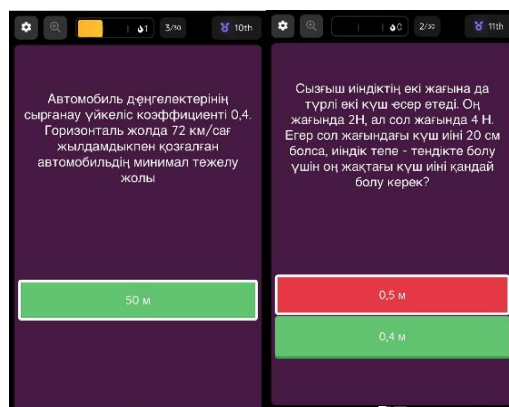 1
3/30
10th
Автомобиль дөңгелектерінің
сырғанау үйкеліс коэффициенті 0,4.
Горизонталь жолда 72 км/сағ
жылдамдықпен қозғалған
автомобильдің минимал тежелу
жолы
50 м
0
2/30
11th
Сызғыш иіндіктің екі жағына да
түрлі екі күш әсер етеді. Оң
жағында 2Н, ал сол жағында 4 Н.
Егер сол жағындағы күш иіні 20 см
болса, иіндік тепе - теңдікте болу
үшін оң жақтағы күш иіні қандай
болу керек?
0,5 м
0,4 м